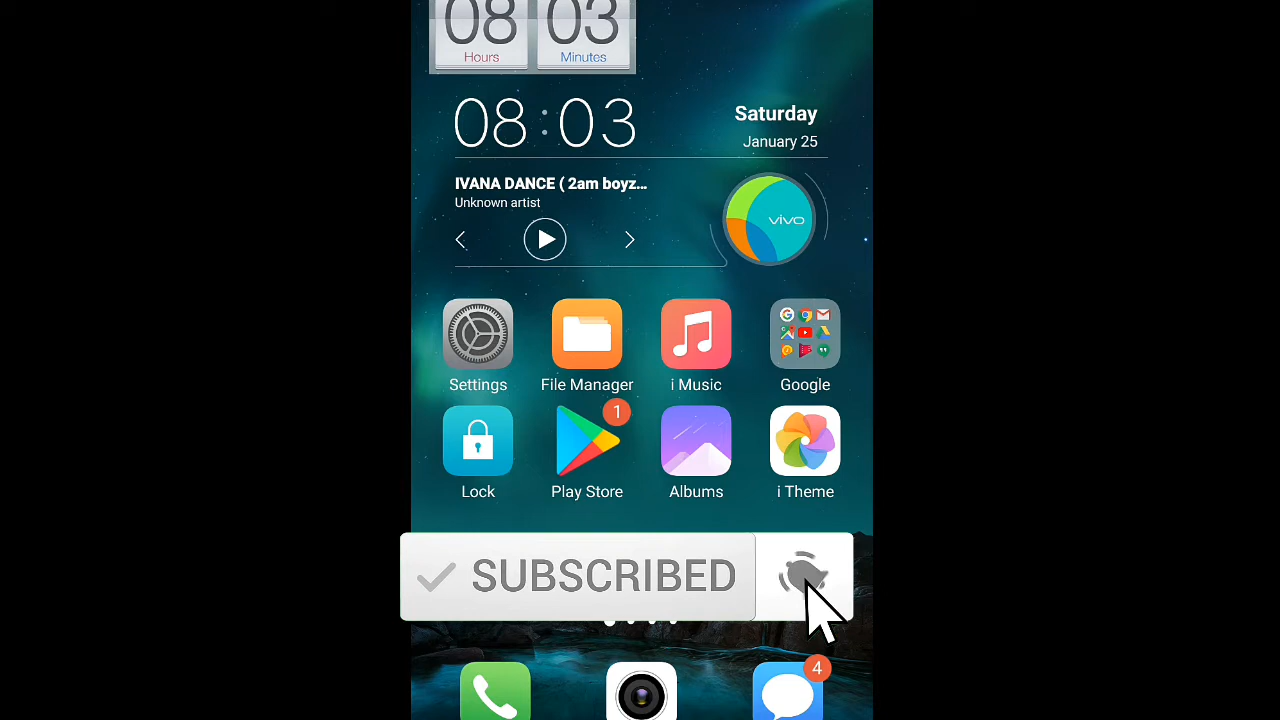 08 03
Hours Minutes
08:03
Saturday
January 25
IVANA DANCE ( 2am boyz...
Unknown artist
vivo
Settings File Manager i Music Google
1
Lock Play Store Albums i Theme
SUBSCRIBED
4